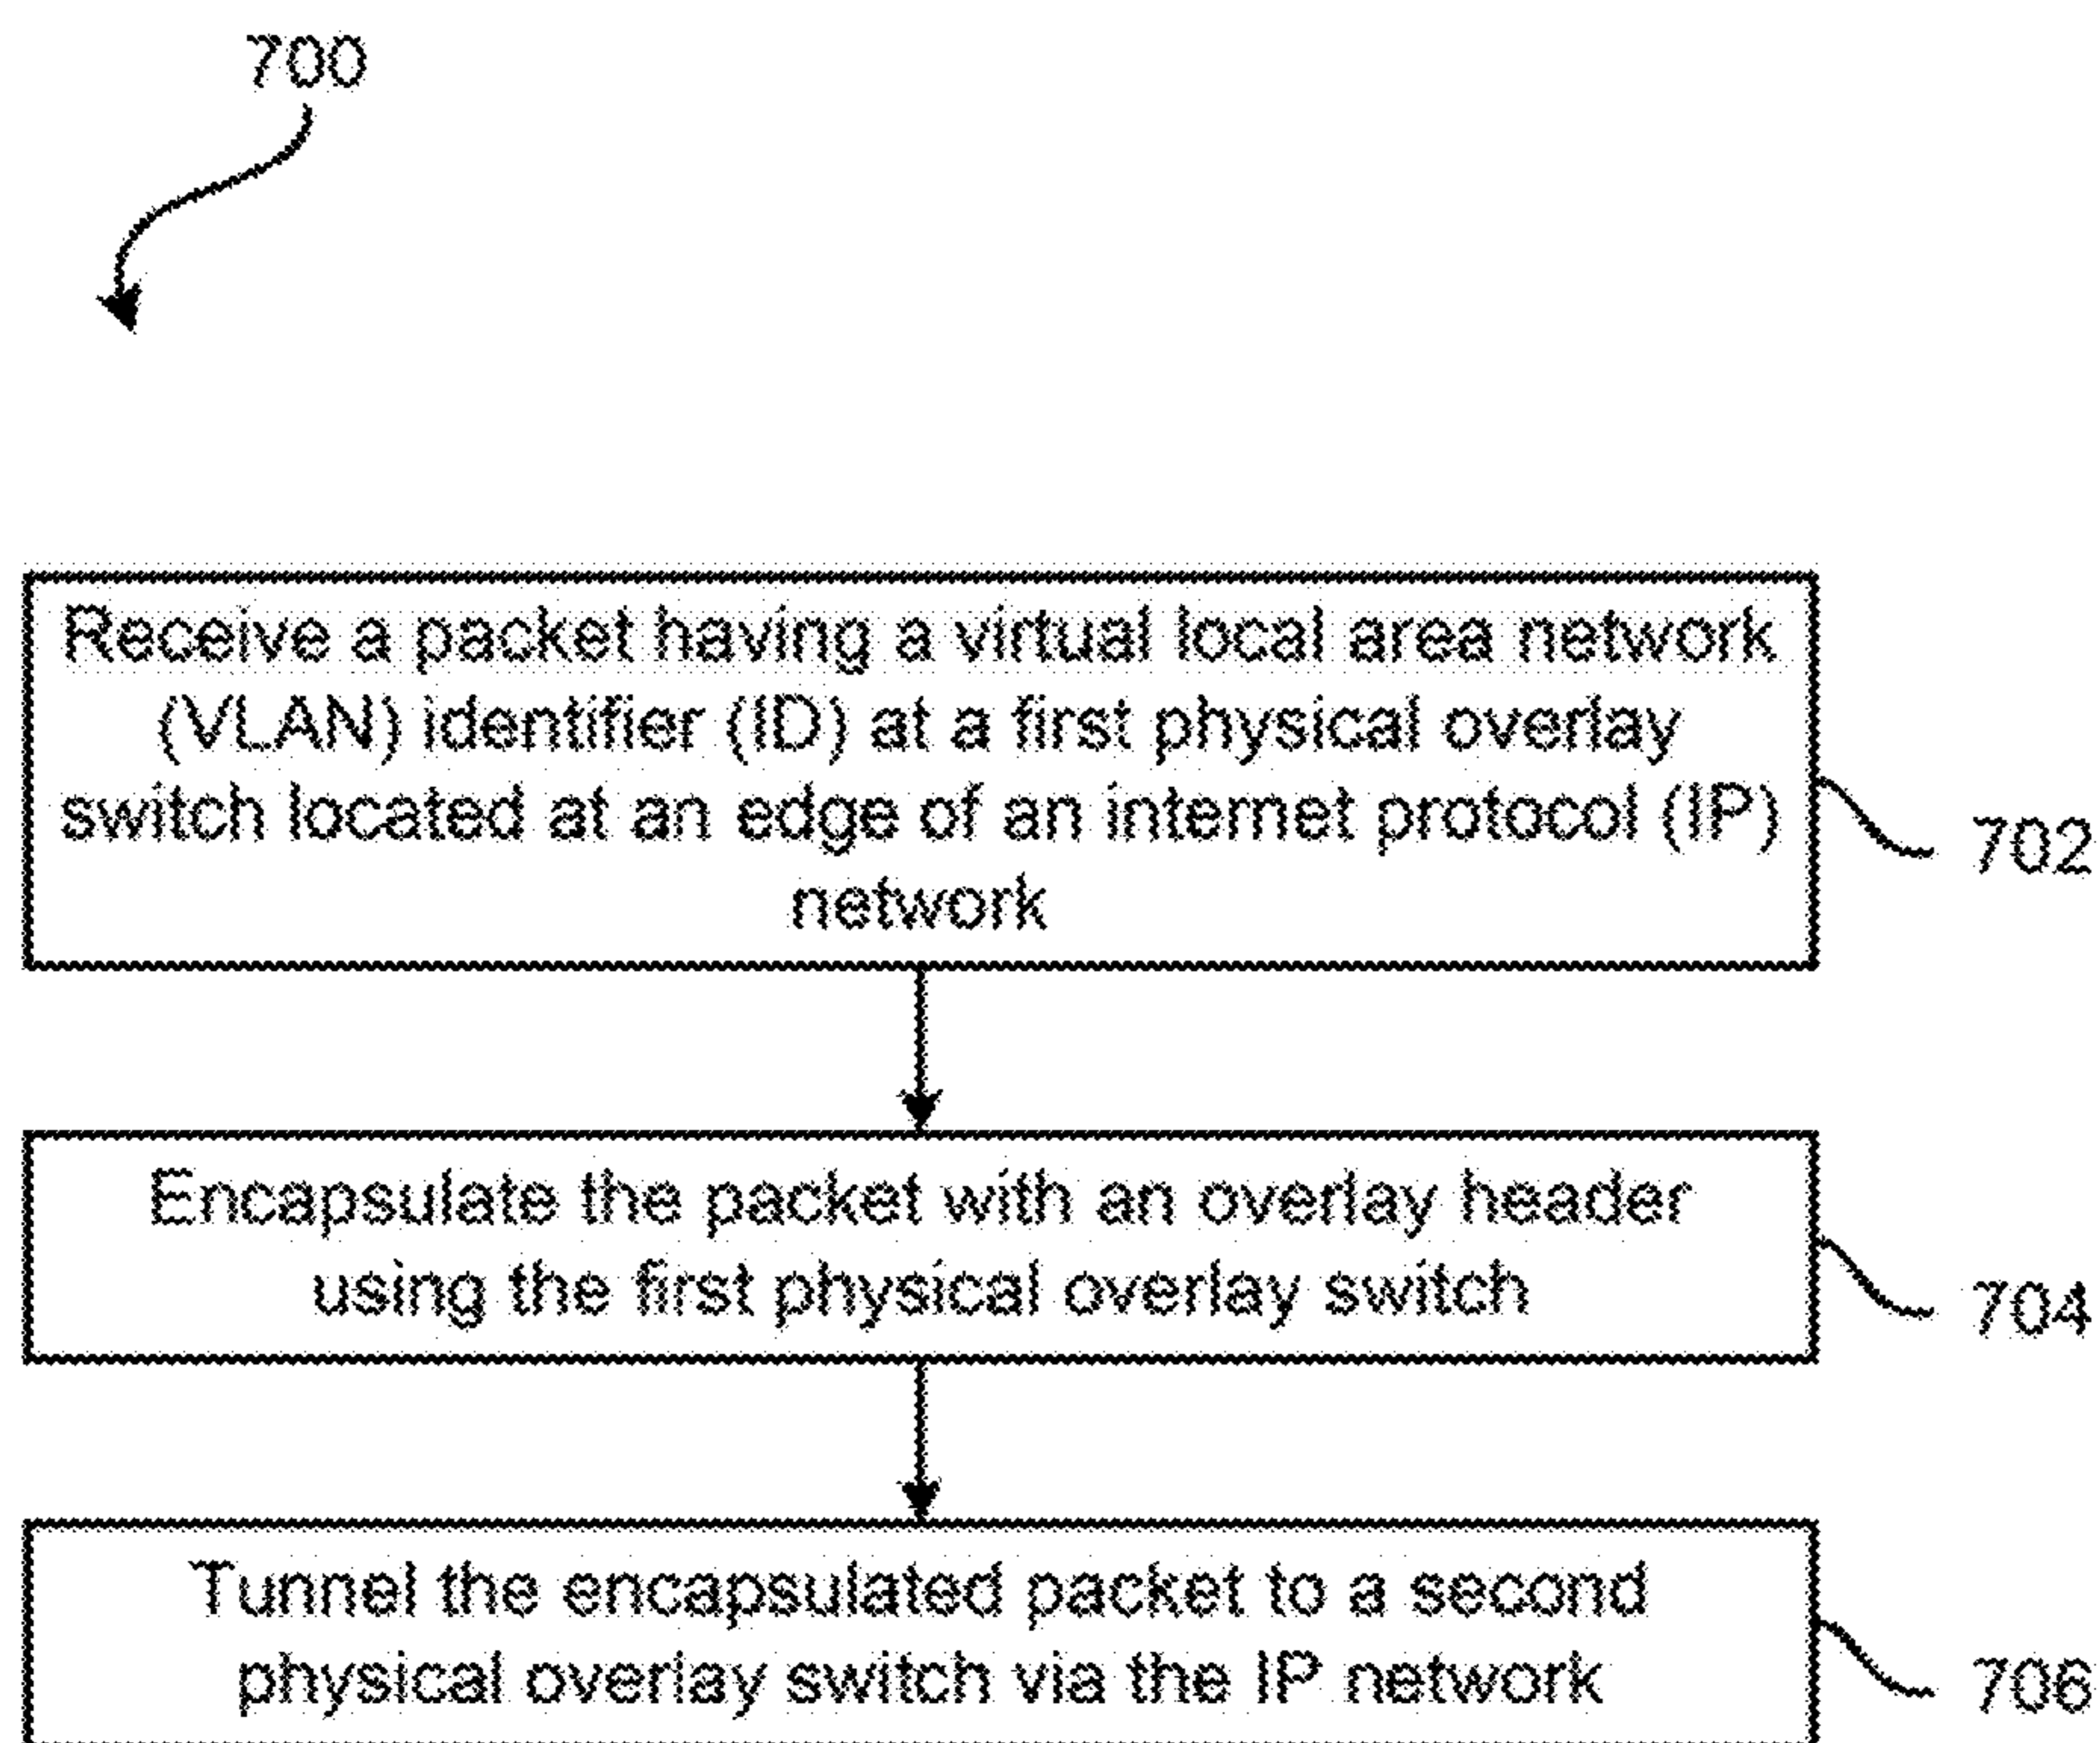 700
Receive a packet having a virtual local area network
(VLAN) identifier (ID) at a first physical overlay
switch located at an edge of an internet protocol (IP)
network
702
Encapsulate the packet with an overlay header
using the first physical overlay switch
704
Tunnel the encapsulated packet to a second
physical overlay switch via the IP network
706